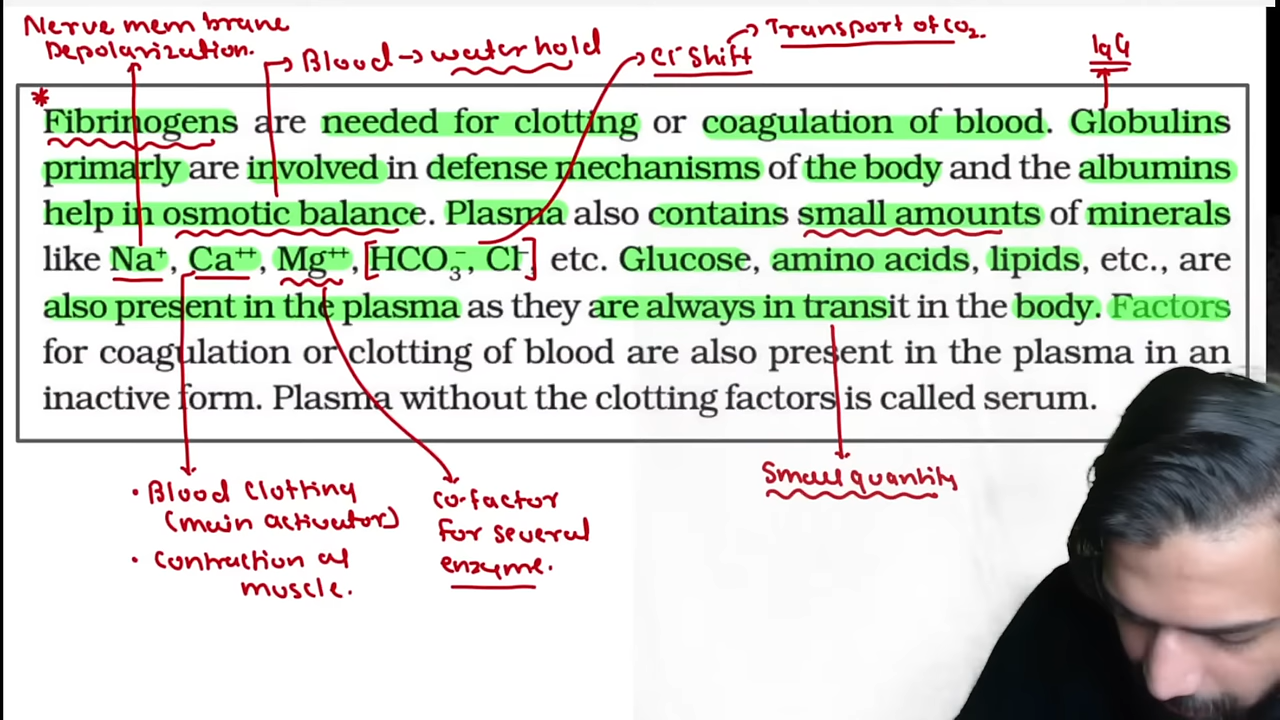 Nerve membrane
Depolarization.
Blood → water hold
Cl⁻ Shift
Transport of CO₂.
IgG
*
Fibrinogens are needed for clotting or coagulation of blood. Globulins
primarly are involved in defense mechanisms of the body and the albumins
help in osmotic balance. Plasma also contains small amounts of minerals
like Na⁺, Ca⁺⁺, Mg⁺⁺, [HCO₃⁻, Cl⁻] etc. Glucose, amino acids, lipids, etc., are
also present in the plasma as they are always in transit in the body. Factors
for coagulation or clotting of blood are also present in the plasma in an
inactive form. Plasma without the clotting factors is called serum.
Small quantity
• Blood Clotting
(main activator)
• Contraction of
muscle.
Co-factor
For several
enzyme.